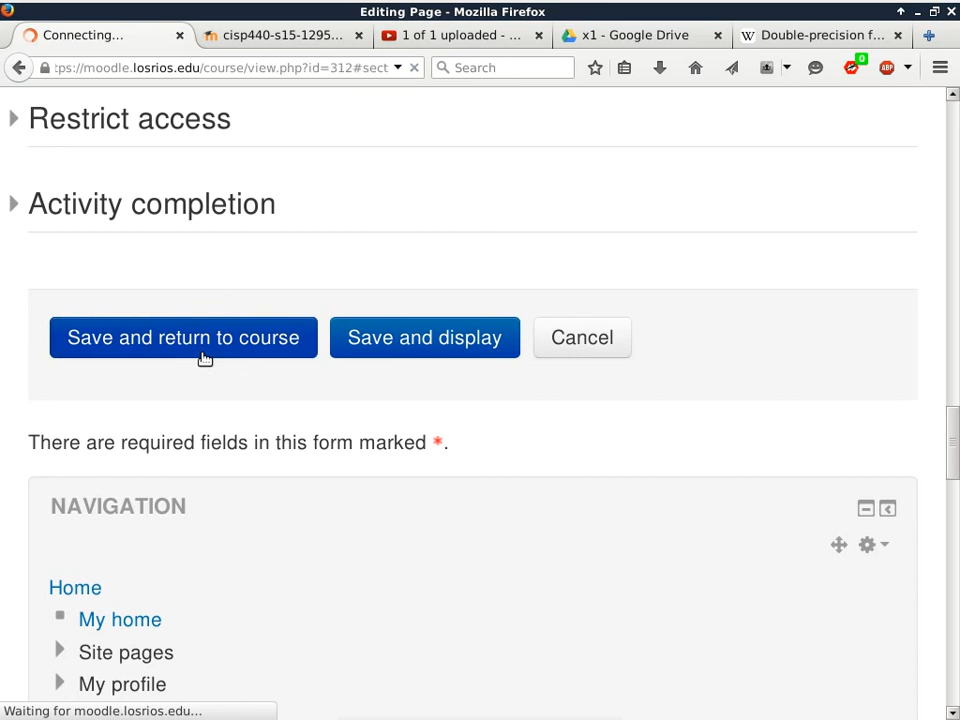 Editing Page - Mozilla Firefox
Connecting...
cisp440-s15-1295...
1 of 1 uploaded - ...
x1 - Google Drive
W Double-precision f...
tps://moodle.losrios.edu/course/view.php?id=312#sect
Search
0
ABP
Restrict access
Activity completion
Save and return to course
Save and display
Cancel
There are required fields in this form marked *.
NAVIGATION
Home
My home
Site pages
My profile
Waiting for moodle.losrios.edu...